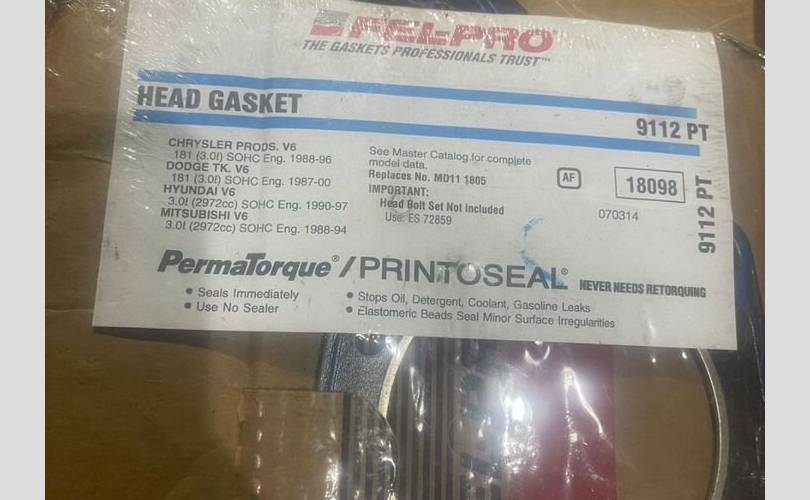 FEL-PRO
THE GASKETS PROFESSIONALS TRUST™
HEAD GASKET
9112 PT
CHRYSLER PRODS. V6
181 (3.0l) SOHC Eng. 1988-96
DODGE TK. V6
181 (3.0l) SOHC Eng. 1987-00
HYUNDAI V6
3.0l (2972cc) SOHC Eng. 1990-97
MITSUBISHI V6
3.0l (2972cc) SOHC Eng. 1988-94
See Master Catalog for complete
model data.
Replaces No. MD11 1805
IMPORTANT:
Head Bolt Set Not Included
Use: ES 72859
AF
18098
070314
9112 PT
PermaTorque®/PRINTOSEAL® NEVER NEEDS RETORQUING
• Seals Immediately
• Use No Sealer
• Stops Oil, Detergent, Coolant, Gasoline Leaks
• Elastomeric Beads Seal Minor Surface Irregularities